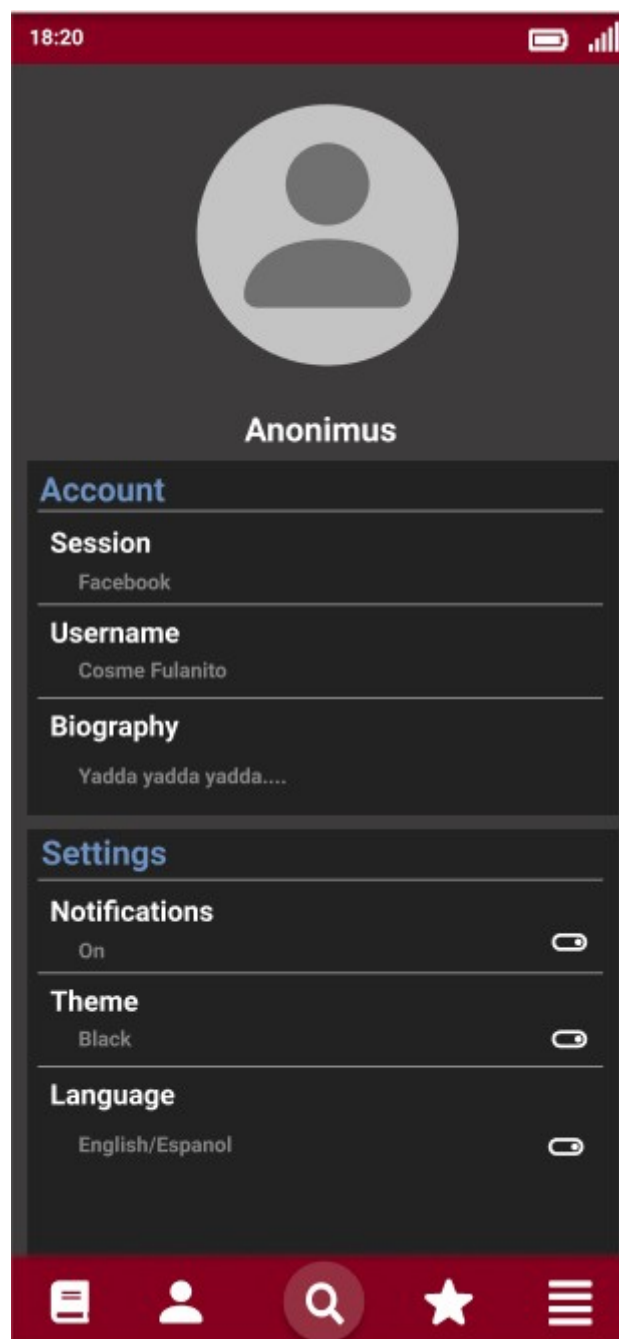 18:20
Anonimus
Account
Session
Facebook
Username
Cosme Fulanito
Biography
Yadda yadda yadda....
Settings
Notifications
On
Theme
Black
Language
English/Espanol